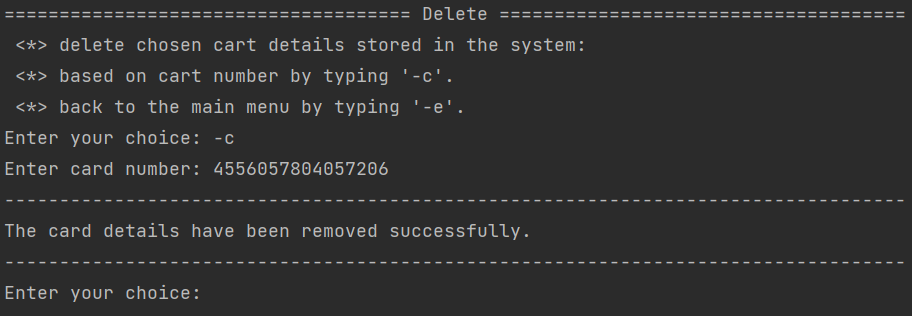 ===================================== Delete =====================================
<*> delete chosen cart details stored in the system:
<*> based on cart number by typing '-c'.
<*> back to the main menu by typing '-e'.
Enter your choice: -c
Enter card number: 4556057804057206
----------------------------------------------------------------------------------
The card details have been removed successfully.
----------------------------------------------------------------------------------
Enter your choice: